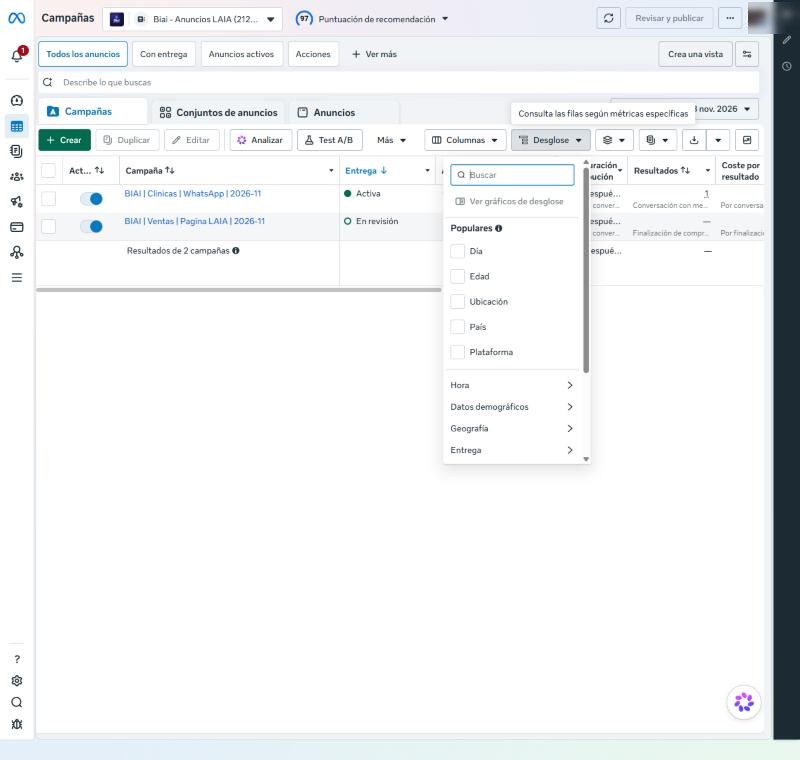 Campañas
Biai - Anuncios LAIA (212...
97
Puntuación de recomendación
Revisar y publicar
1
Todos los anuncios
Con entrega
Anuncios activos
Acciones
+ Ver más
Crea una vista
Describe lo que buscas
Campañas
Conjuntos de anuncios
Anuncios
Consulta las filas según métricas específicas
nov. 2026
+ Crear
Duplicar
Editar
Analizar
Test A/B
Más
Columnas
Desglose
Act...
Campaña
Entrega
Resultados
Coste por
resultado
BIAI | Clinicas | WhatsApp | 2026-11
Activa
1
Conversación con me...
Por conversa
BIAI | Ventas | Pagina LAIA | 2026-11
En revisión
—
Finalización de compr...
Por finalizaci
Resultados de 2 campañas
—
Buscar
Ver gráficos de desglose
Populares
Día
Edad
Ubicación
País
Plataforma
Hora
Datos demográficos
Geografía
Entrega
?